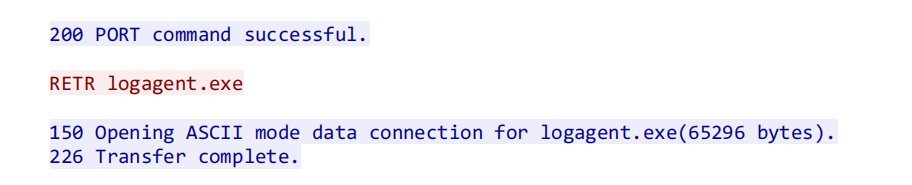 200 PORT command successful.
RETR logagent.exe
150 Opening ASCII mode data connection for logagent.exe(65296 bytes).
226 Transfer complete.